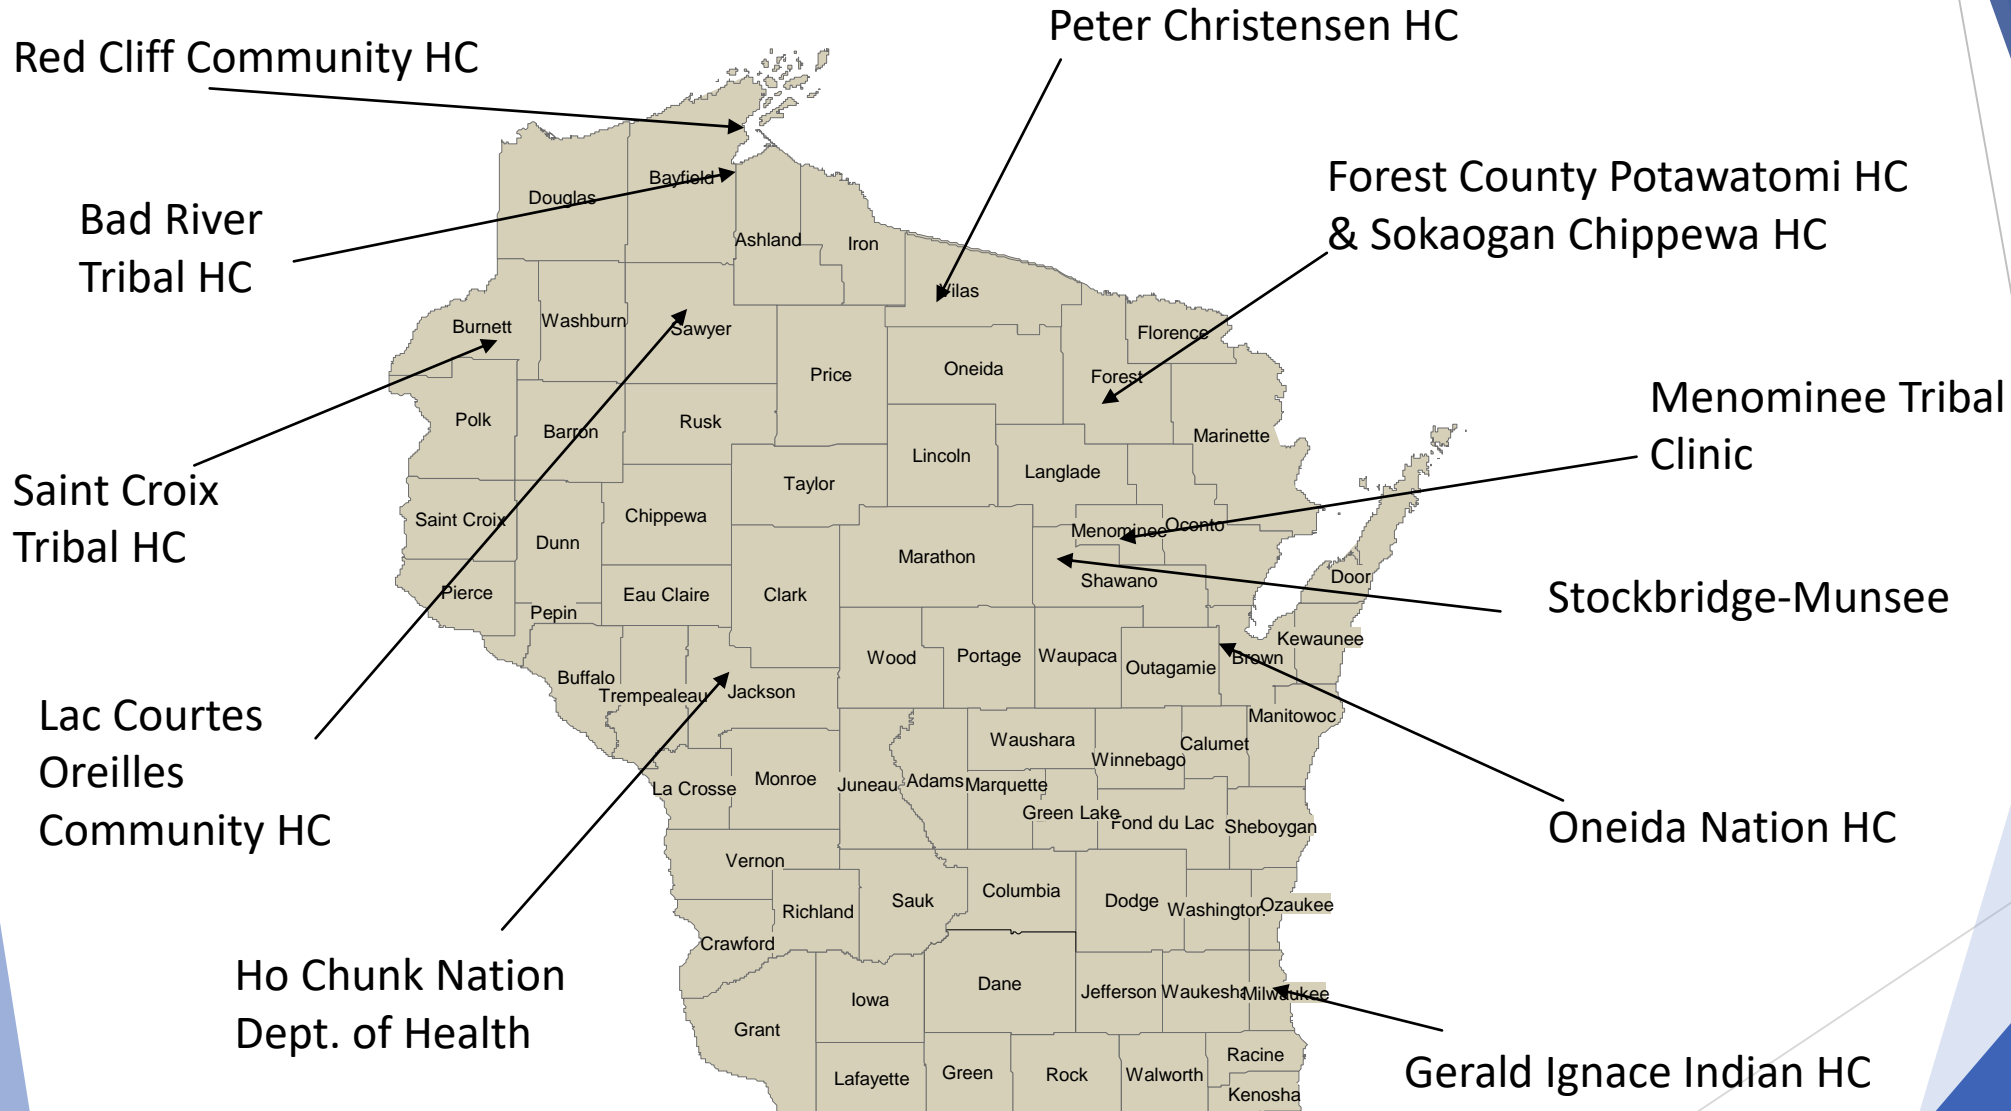 Peter Christensen HC
Red Cliff Community HC
Forest County Potawatomi HC
& Sokaogan Chippewa HC
Bad River
Tribal HC
Menominee Tribal
Clinic
Saint Croix
Tribal HC
Stockbridge-Munsee
Lac Courtes
Oreilles
Community HC
Oneida Nation HC
Ho Chunk Nation
Dept. of Health
Gerald Ignace Indian HC
Bayfield
Douglas
Ashland
Iron
Vilas
Burnett
Washburn
Sawyer
Florence
Price
Oneida
Forest
Polk
Barron
Rusk
Marinette
Lincoln
Langlade
Taylor
Saint Croix
Chippewa
Menominee
Oconto
Dunn
Marathon
Shawano
Door
Pierce
Eau Claire
Clark
Pepin
Kewaunee
Wood
Portage
Waupaca
Outagamie
Brown
Buffalo
Trempealeau
Jackson
Manitowoc
Waushara
Calumet
Winnebago
La Crosse
Monroe
Juneau
Adams
Marquette
Green Lake
Fond du Lac
Sheboygan
Vernon
Columbia
Richland
Sauk
Dodge
Washington
Ozaukee
Crawford
Dane
Iowa
Jefferson
Waukesha
Milwaukee
Grant
Racine
Lafayette
Green
Rock
Walworth
Kenosha